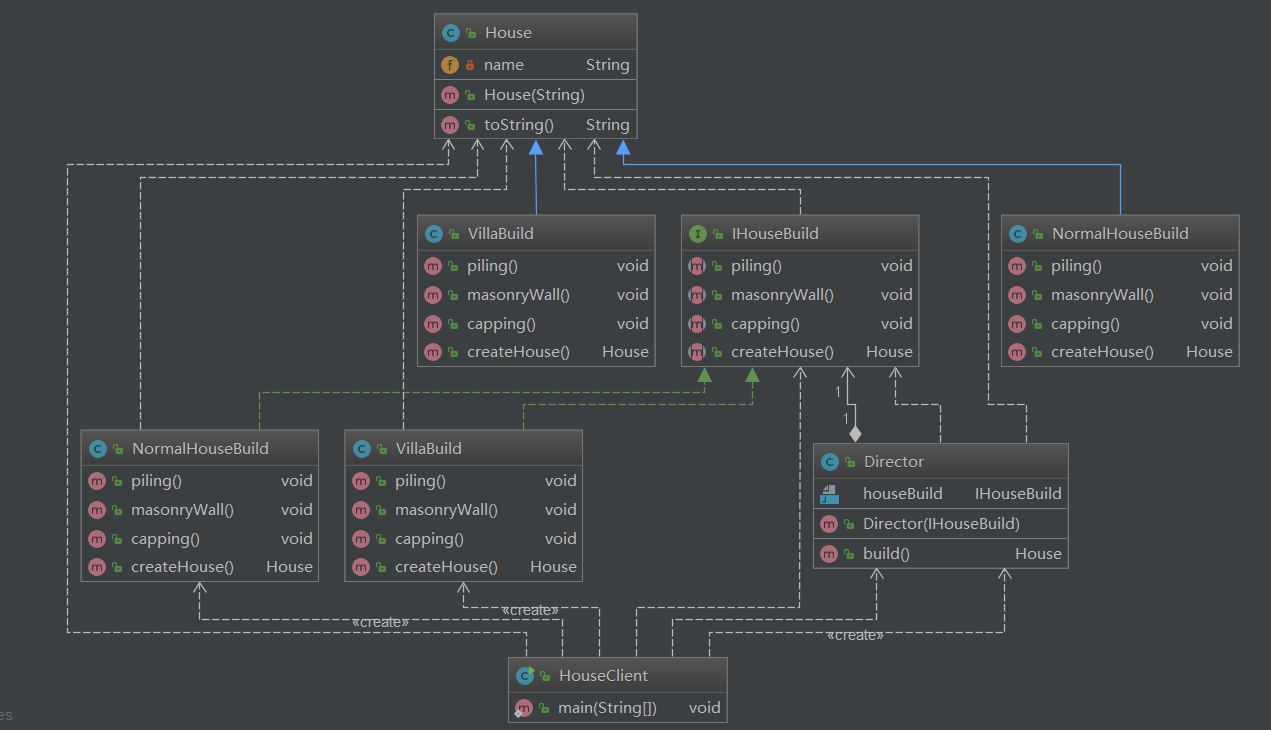 House
name String
House(String)
toString() String
VillaBuild
piling() void
masonryWall() void
capping() void
createHouse() House
IHouseBuild
piling() void
masonryWall() void
capping() void
createHouse() House
NormalHouseBuild
piling() void
masonryWall() void
capping() void
createHouse() House
1
1
NormalHouseBuild
piling() void
masonryWall() void
capping() void
createHouse() House
VillaBuild
piling() void
masonryWall() void
capping() void
createHouse() House
Director
houseBuild IHouseBuild
Director(IHouseBuild)
build() House
«create»
«create»
«create»
HouseClient
main(String[]) void
es